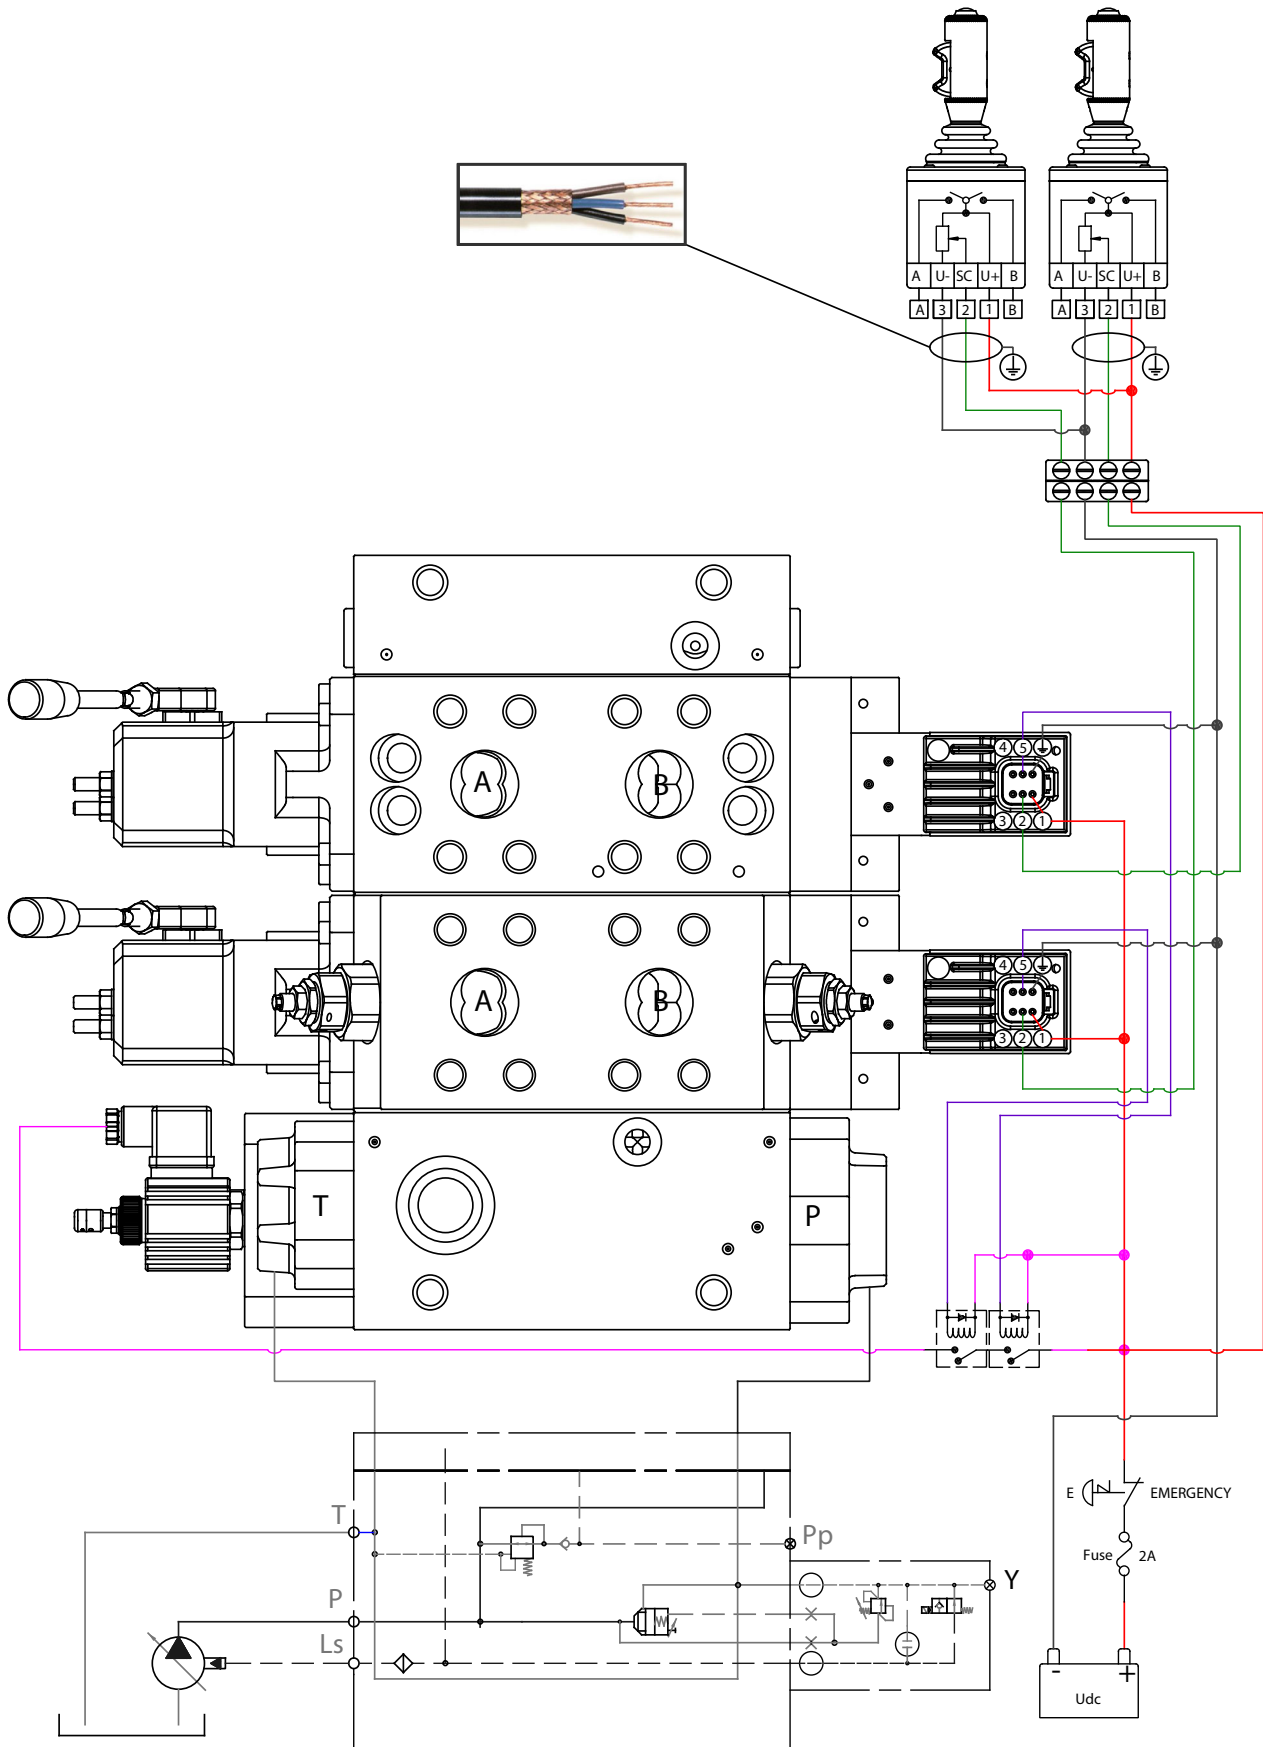 A U- SC U+ B
A U- SC U+ B
A 3 2 1 B
A 3 2 1 B
A B
4 5
3 2 1
A B
4 5
3 2 1
T P
E EMERGENCY
Fuse 2A
T
Pp
Y
P
Ls
- +
Udc